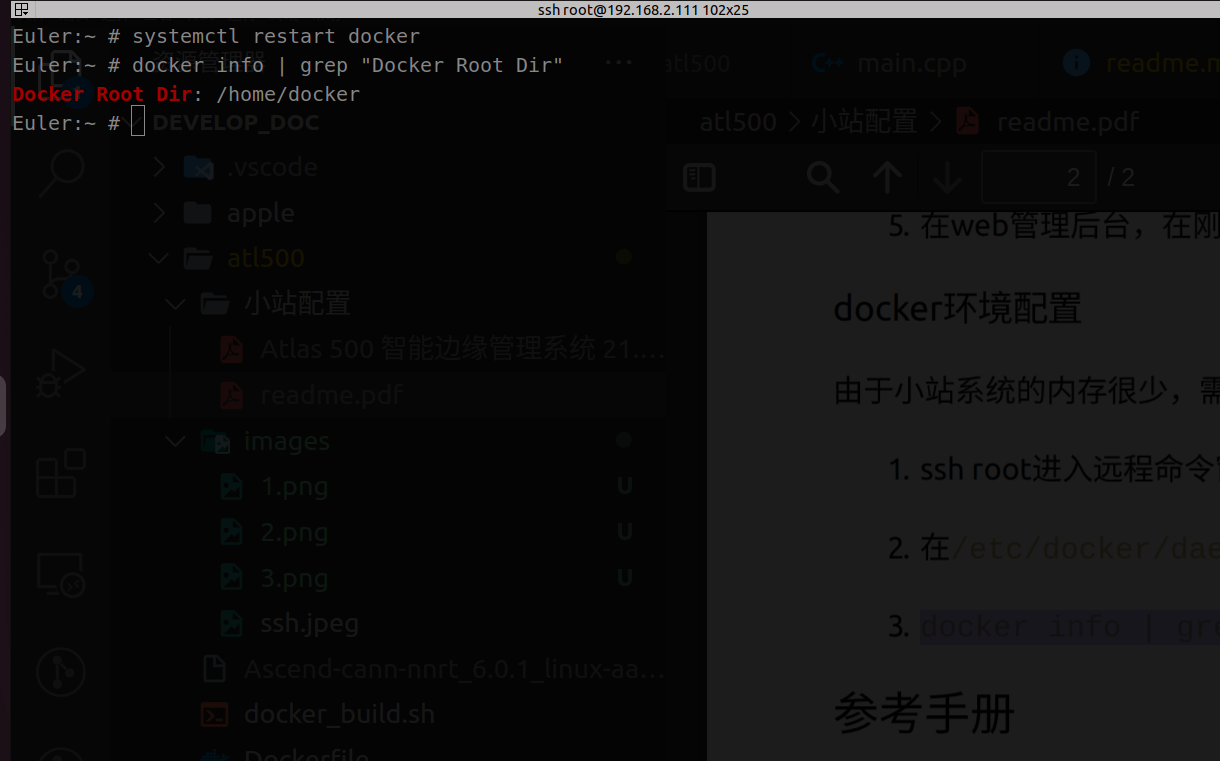 ssh root@192.168.2.111 102x25
Euler:~ # systemctl restart docker
Euler:~ # docker info | grep "Docker Root Dir"
Docker Root Dir: /home/docker
Euler:~ #
资源管理器
DEVELOP_DOC
.vscode
apple
atl500
小站配置
Atlas 500 智能边缘管理系统 21....
readme.pdf
images
1.png U
2.png U
3.png U
ssh.jpeg
Ascend-cann-nnrt_6.0.1_linux-aa...
docker_build.sh
Dockerfile
4
atl500
main.cpp
readme.m
atl500 > 小站配置 > readme.pdf
2 / 2
5. 在web管理后台，在刚
docker环境配置
由于小站系统的内存很少，需
1. ssh root进入远程命令
2. 在/etc/docker/dae
3. docker info | gre
参考手册